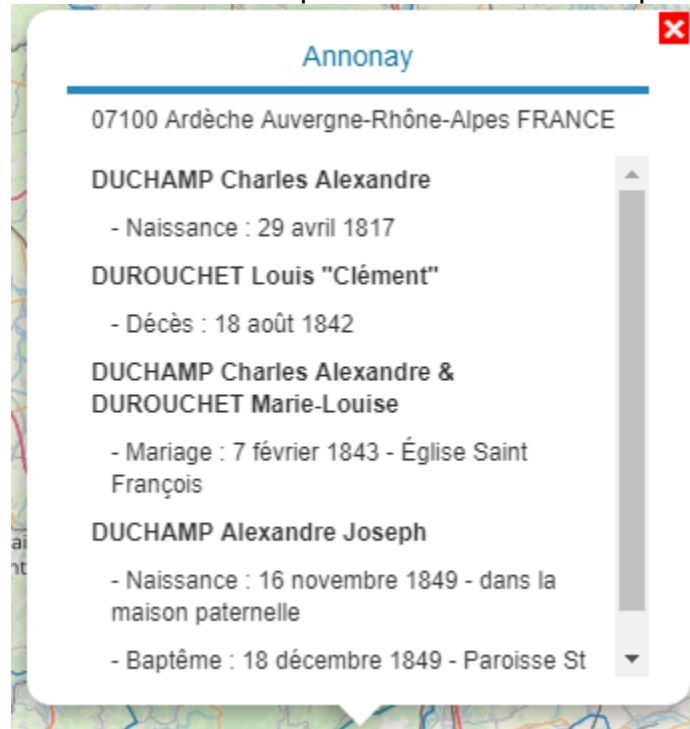 Annonay
07100 Ardèche Auvergne-Rhône-Alpes FRANCE
DUCHAMP Charles Alexandre
- Naissance : 29 avril 1817
DUROUCHET Louis "Clément"
- Décès : 18 août 1842
DUCHAMP Charles Alexandre &
DUROUCHET Marie-Louise
- Mariage : 7 février 1843 - Église Saint
François
DUCHAMP Alexandre Joseph
- Naissance : 16 novembre 1849 - dans la
maison paternelle
- Baptême : 18 décembre 1849 - Paroisse St